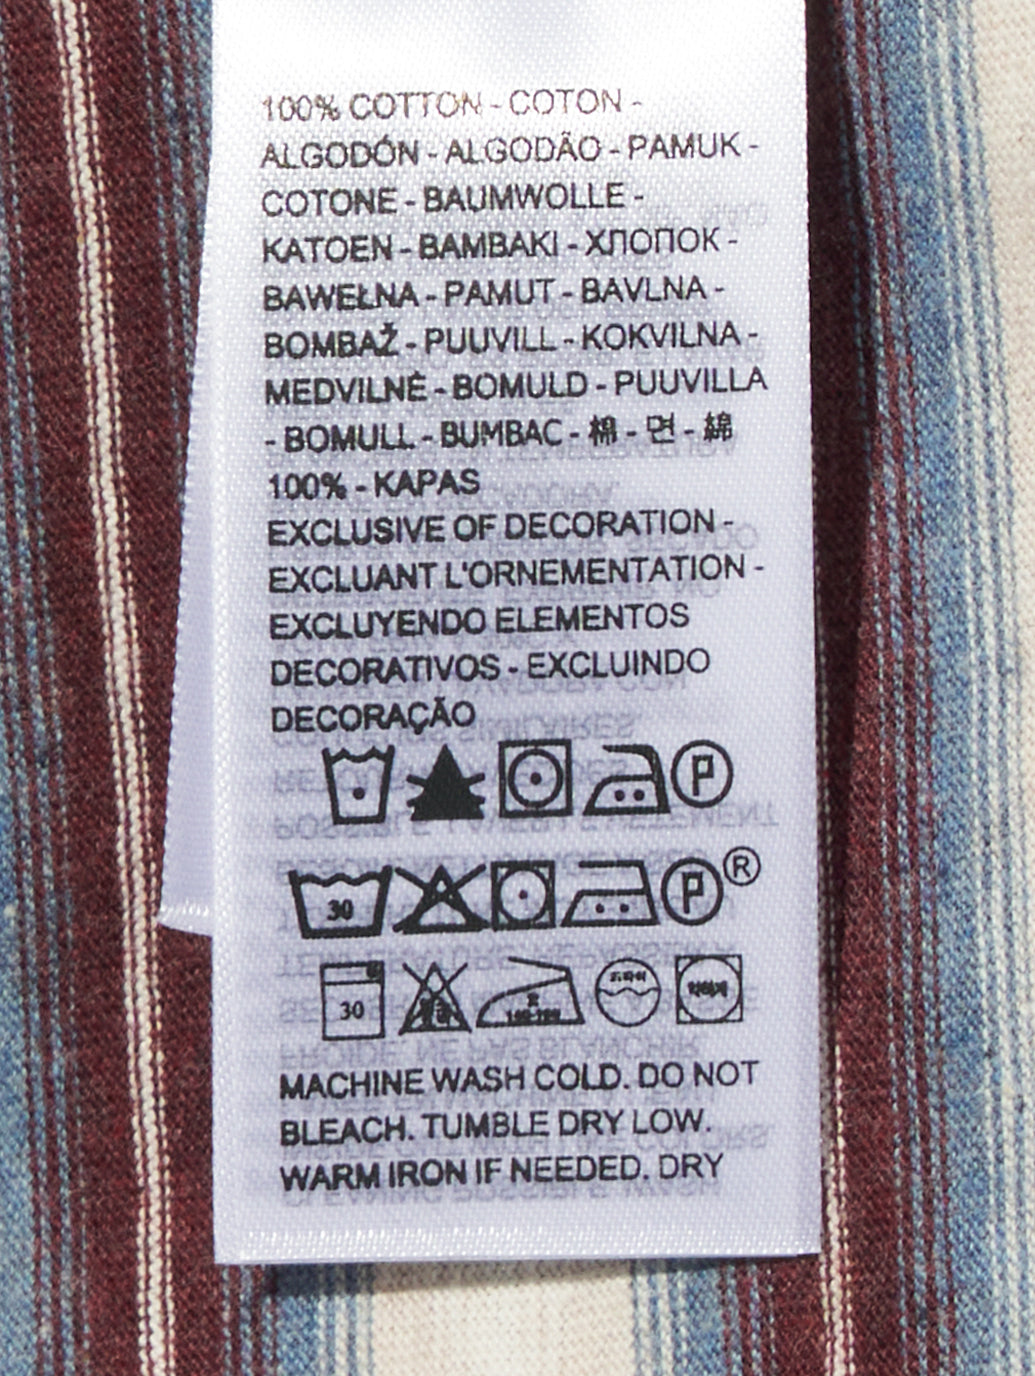 100% COTTON - COTON -
ALGODÓN - ALGODÃO - PAMUK -
COTONE - BAUMWOLLE -
KATOEN - BAMBAKI - ХЛОПОК -
BAWEŁNA - PAMUT - BAVLNA -
BOMBAŽ - PUUVILL - KOKVILNA -
MEDVILNĖ - BOMULD - PUUVILLA
- BOMULL - BUMBAC - 棉 - 면 - 綿
100% - KAPAS
EXCLUSIVE OF DECORATION -
EXCLUANT L'ORNEMENTATION -
EXCLUYENDO ELEMENTOS
DECORATIVOS - EXCLUINDO
DECORAÇÃO
P
30 P ®
30
MACHINE WASH COLD. DO NOT
BLEACH. TUMBLE DRY LOW.
WARM IRON IF NEEDED. DRY